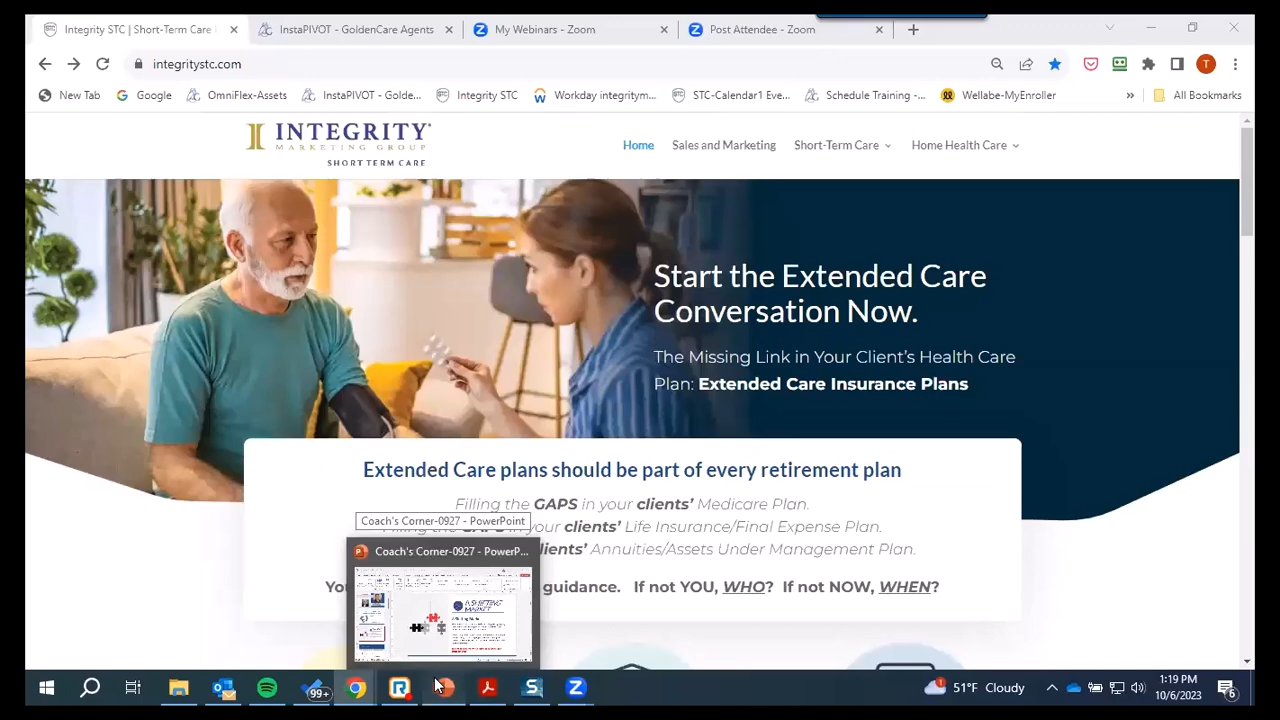 Integrity STC | Short-Term Care
InstaPIVOT - GoldenCare Agents
My Webinars - Zoom
Post Attendee - Zoom
integritystc.com
New Tab
Google
OmniFlex-Assets
InstaPIVOT - Golde...
Integrity STC
Workday integritym...
STC-Calendar1 Eve...
Schedule Training -...
Wellabe-MyEnroller
»
All Bookmarks
INTEGRITY
MARKETING GROUP
SHORT TERM CARE
Home
Sales and Marketing
Short-Term Care
Home Health Care
Start the Extended Care
Conversation Now.
The Missing Link in Your Client's Health Care
Plan: Extended Care Insurance Plans
Extended Care plans should be part of every retirement plan
Filling the GAPS in your clients' Medicare Plan.
your clients' Life Insurance/Final Expense Plan.
clients' Annuities/Assets Under Management Plan.
guidance. If not YOU, WHO? If not NOW, WHEN?
Coach's Corner-0927 - PowerPoint
Coach's Corner-0927 - PowerP...
A SHIFTING
MARKET
99+
51°F Cloudy
1:19 PM
10/6/2023
6